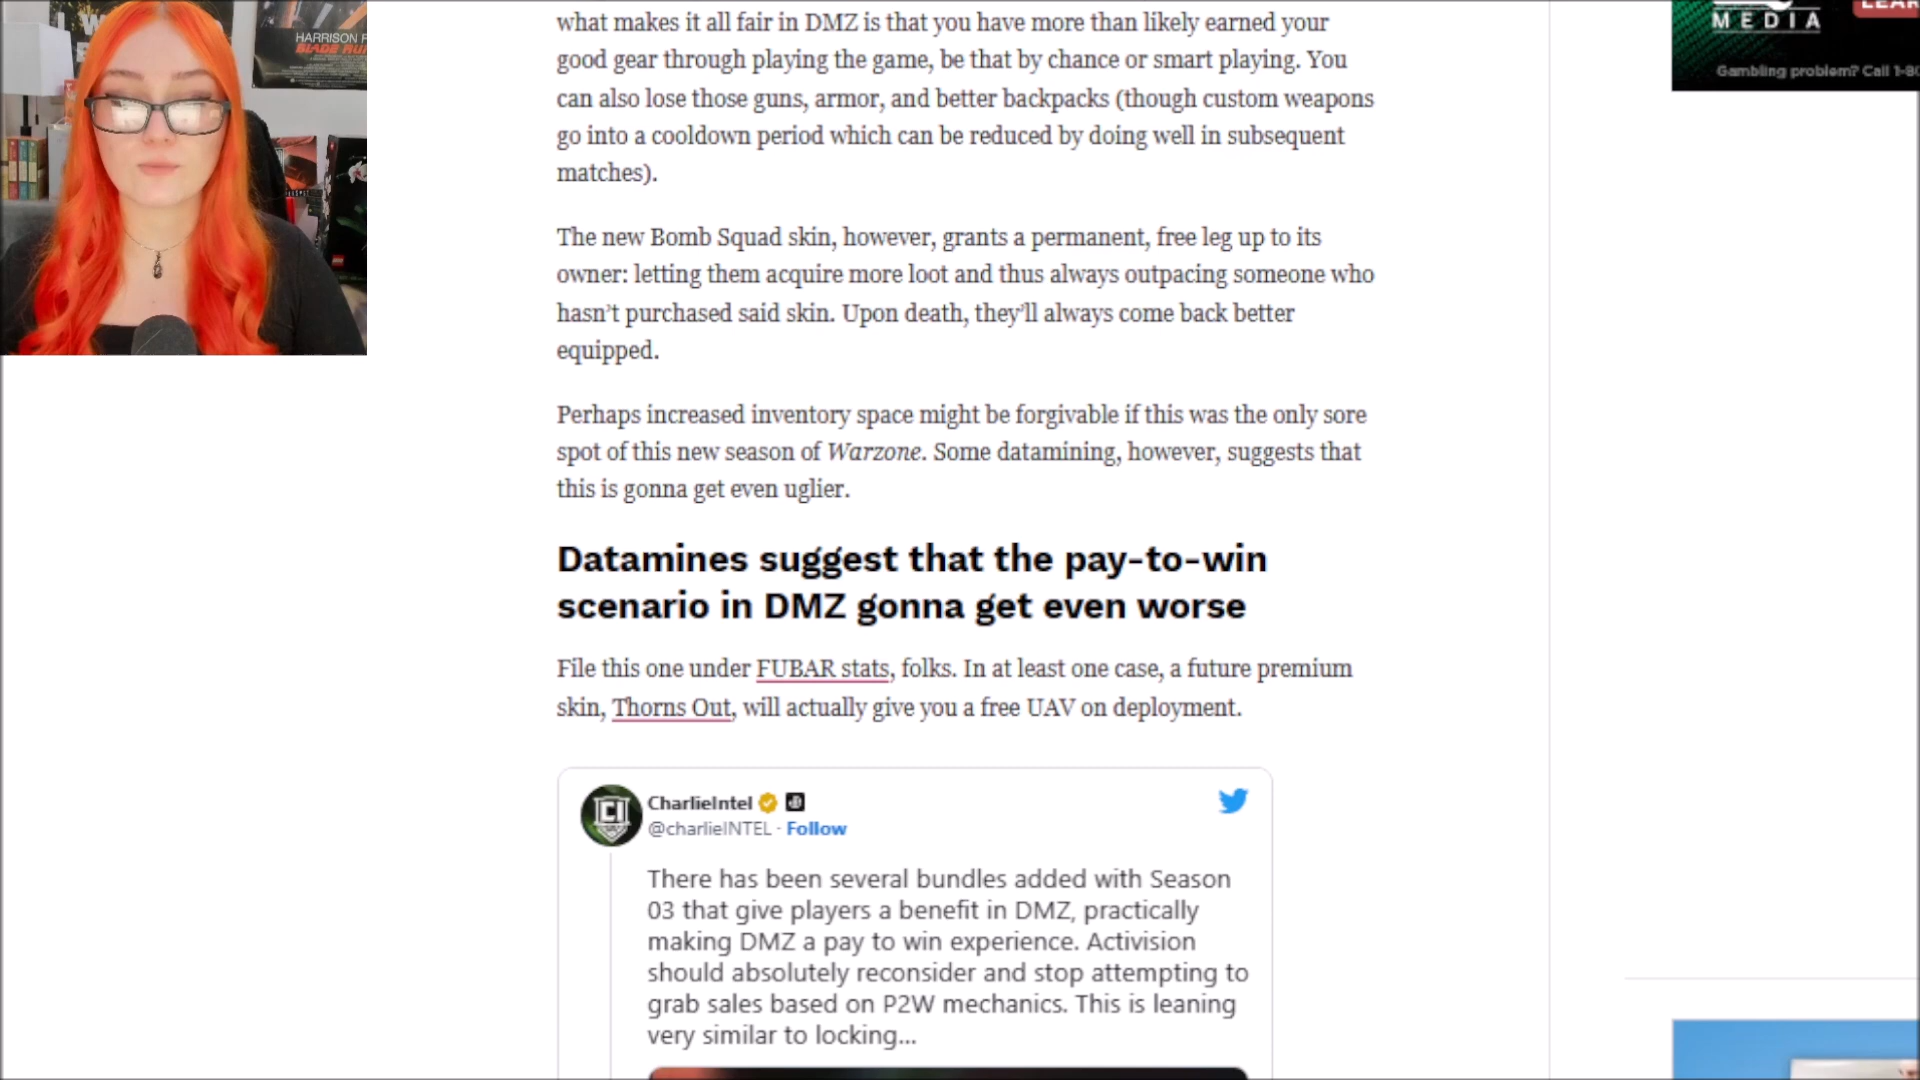 HARRISON F
BLADE RU
what makes it all fair in DMZ is that you have more than likely earned your
good gear through playing the game, be that by chance or smart playing. You
can also lose those guns, armor, and better backpacks (though custom weapons
go into a cooldown period which can be reduced by doing well in subsequent
matches).
The new Bomb Squad skin, however, grants a permanent, free leg up to its
owner: letting them acquire more loot and thus always outpacing someone who
hasn’t purchased said skin. Upon death, they’ll always come back better
equipped.
Perhaps increased inventory space might be forgivable if this was the only sore
spot of this new season of Warzone. Some datamining, however, suggests that
this is gonna get even uglier.
Datamines suggest that the pay-to-win
scenario in DMZ gonna get even worse
File this one under FUBAR stats, folks. In at least one case, a future premium
skin, Thorns Out, will actually give you a free UAV on deployment.
CI
CharlieIntel
@charlieINTEL · Follow
There has been several bundles added with Season
03 that give players a benefit in DMZ, practically
making DMZ a pay to win experience. Activision
should absolutely reconsider and stop attempting to
grab sales based on P2W mechanics. This is leaning
very similar to locking...
LEAR
MEDIA
Gambling problem? Call 1-80